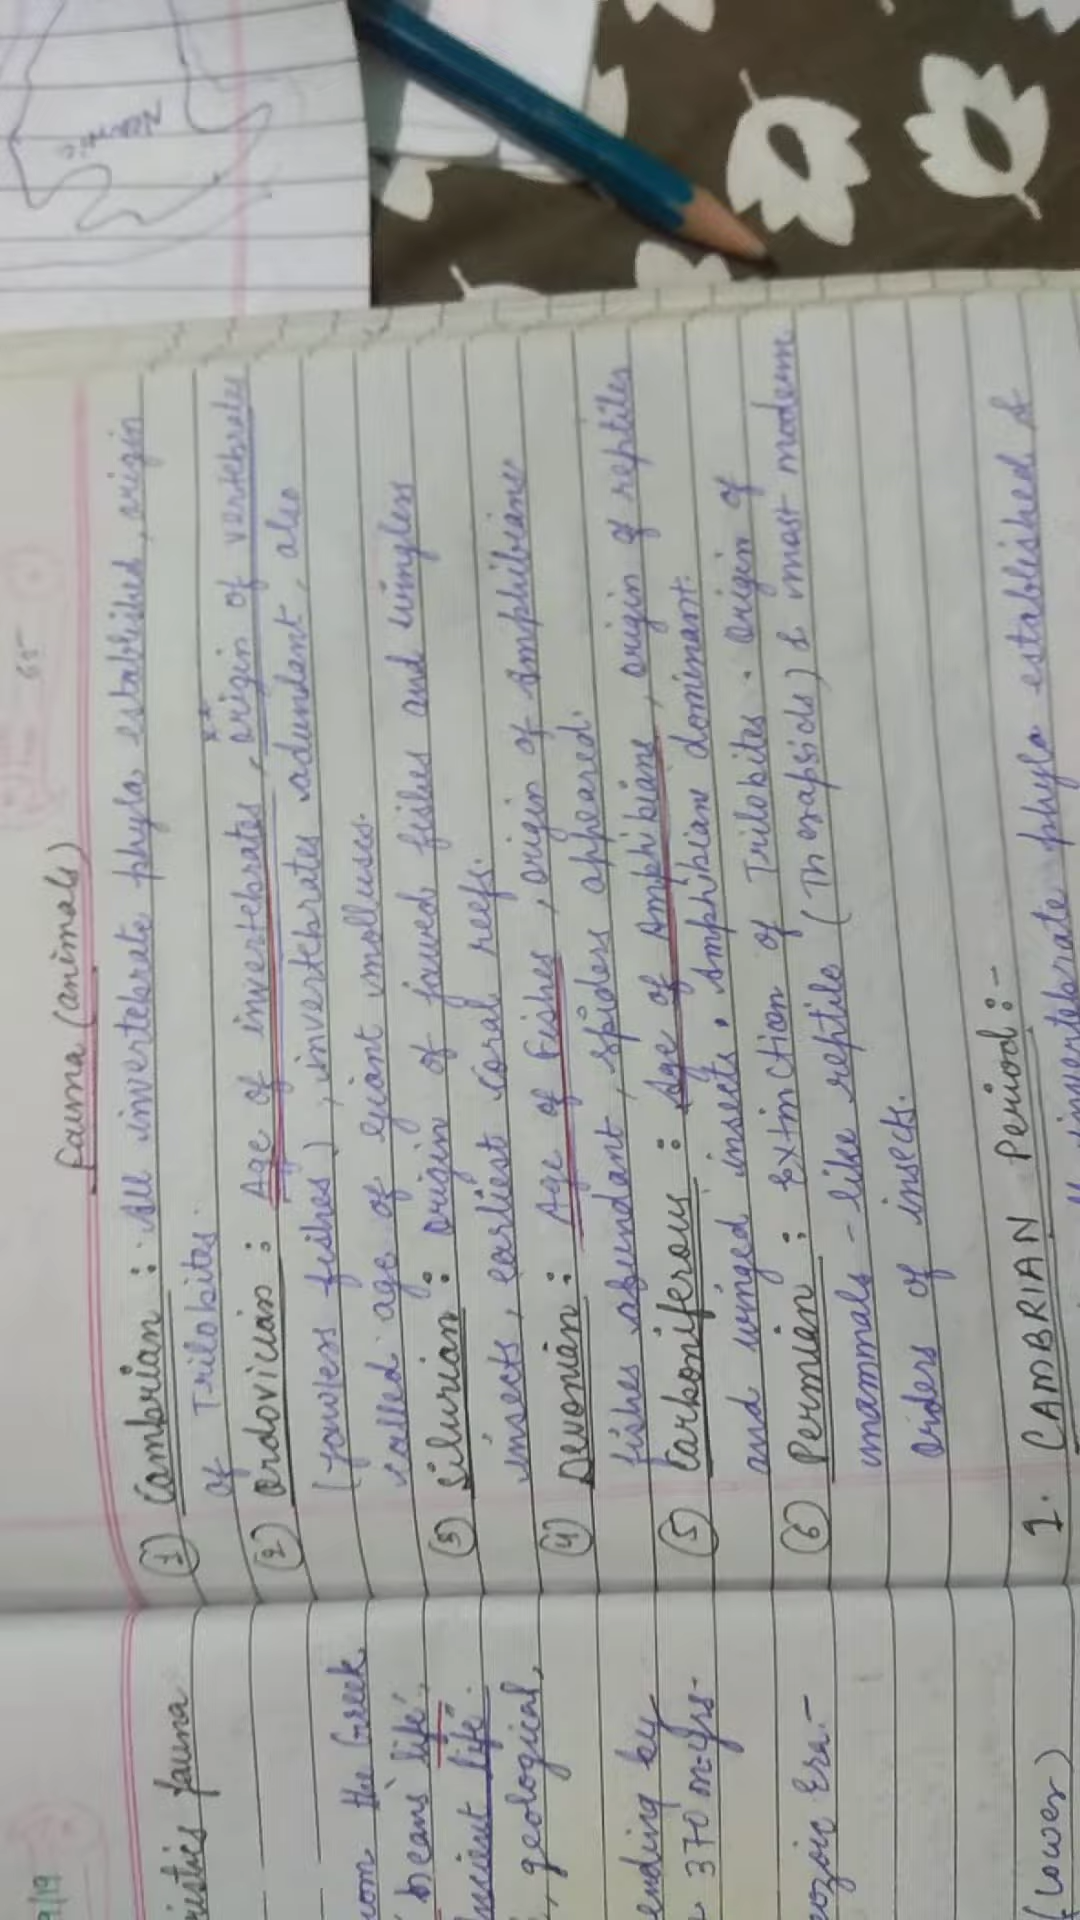 Fauna (animals)
(1) Cambrian : All invertebrate phyla established, origin
of Trilobites.
(2) Ordovician : Age of invertebrates, origin of vertebrates
(jawless fishes), invertebrates adundent, also
called age of giant molluscs.
(3) Silurian : Origin of jawed fishes and wingless
insects, earliest coral reefs.
(4) Devonian : Age of Fishes, origin of Amphibians
fishes abundant, spiders appeared.
(5) Carboniferous : Age of Amphibians, origin of reptiles
and winged insects. Amphibian dominant.
(6) Permian : Extinction of Trilobites. Origin of
mammals-like reptile (Therapsids) & most modern
orders of insects.
1. CAMBRIAN Period :-
invertebrate phyla established &
9/19
fauna
the Greek
means 'life',
life'.
, geological,
ending by
370 m-yrs-
Era-
(Lower)